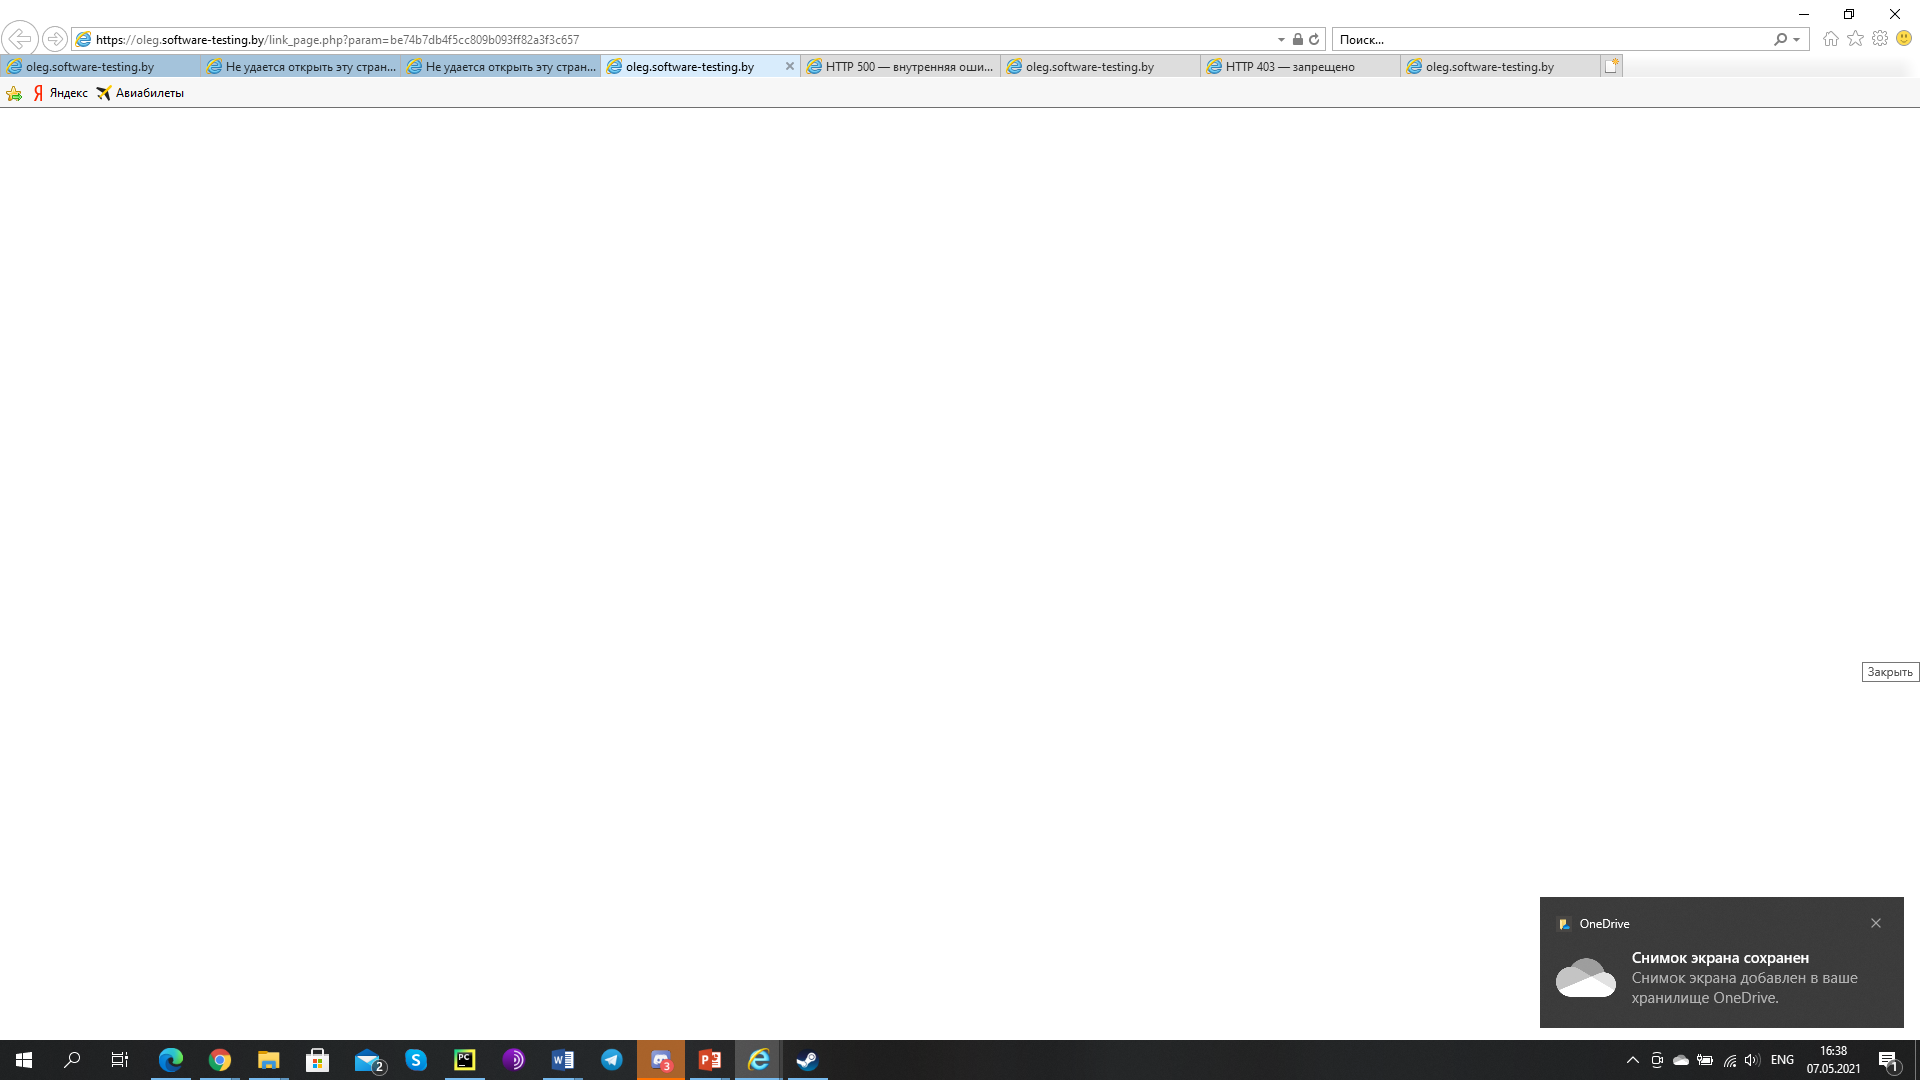 https://oleg.software-testing.by/link_page.php?param=be74b7db4f5cc809b093ff82a3f3c657
Поиск...
oleg.software-testing.by
Не удается открыть эту стран...
Не удается открыть эту стран...
oleg.software-testing.by
HTTP 500 — внутренняя оши...
oleg.software-testing.by
HTTP 403 — запрещено
oleg.software-testing.by
Яндекс
Авиабилеты
Закрыть
OneDrive
Снимок экрана сохранен
Снимок экрана добавлен в ваше
хранилище OneDrive.
2
3
ENG
16:38
07.05.2021
1